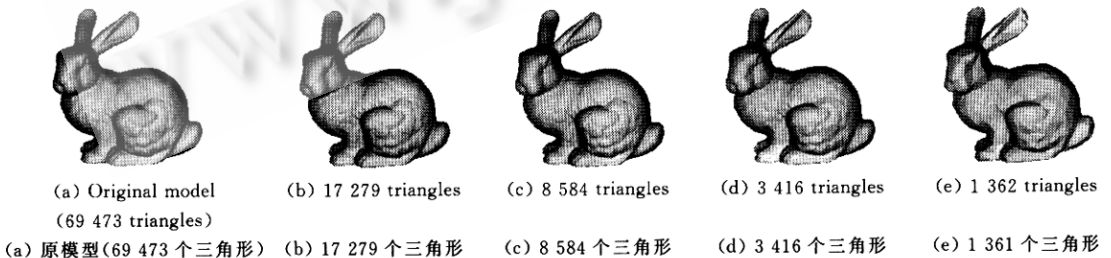 (a) Original model (b) 17 279 triangles (c) 8 584 triangles (d) 3 416 triangles (e) 1 362 triangles
(69 473 triangles)
(a) 原模型(69 473 个三角形) (b) 17 279 个三角形 (c) 8 584 个三角形 (d) 3 416 个三角形 (e) 1 361 个三角形